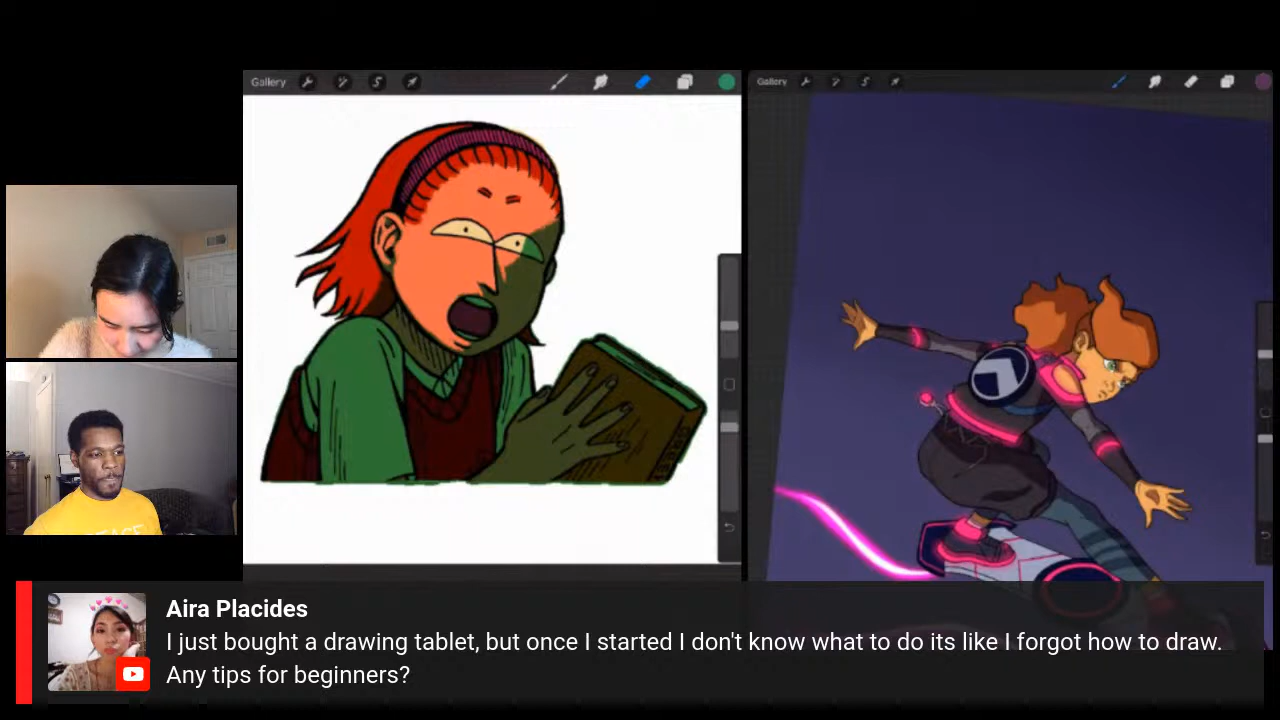 Gallery
Gallery
Aira Placides
I just bought a drawing tablet, but once I started I don't know what to do its like I forgot how to draw.
Any tips for beginners?